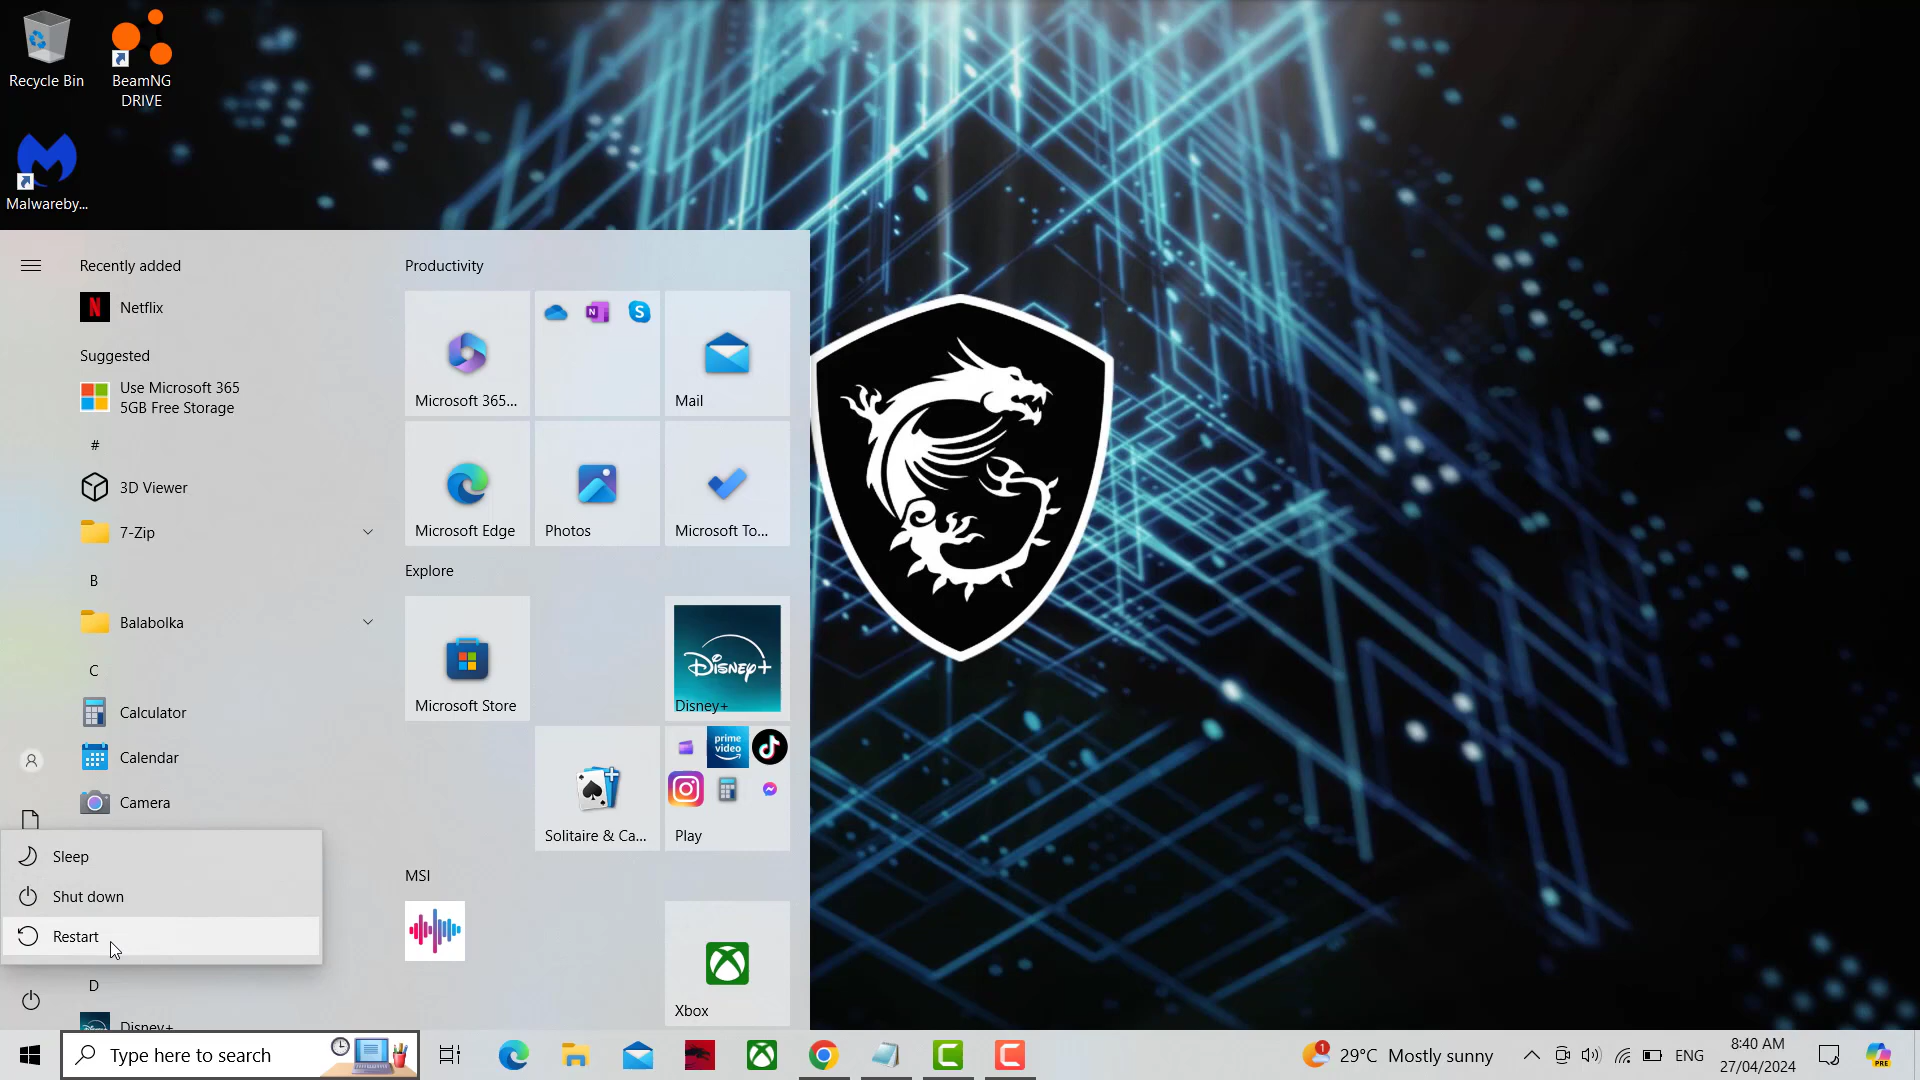 Recycle Bin
BeamNG
DRIVE
Malwareby...
Recently added
Netflix
Suggested
Use Microsoft 365
5GB Free Storage
#
3D Viewer
7-Zip
B
Balabolka
C
Calculator
Calendar
Camera
Sleep
Shut down
Restart
D
Disney+
Productivity
N
S
Microsoft 365...
Mail
Microsoft Edge
Photos
Microsoft To...
Explore
Microsoft Store
Disney+
Disney+
prime
video
Solitaire & Ca...
Play
MSI
Xbox
Type here to search
1
29°C Mostly sunny
ENG
8:40 AM
27/04/2024
PRE